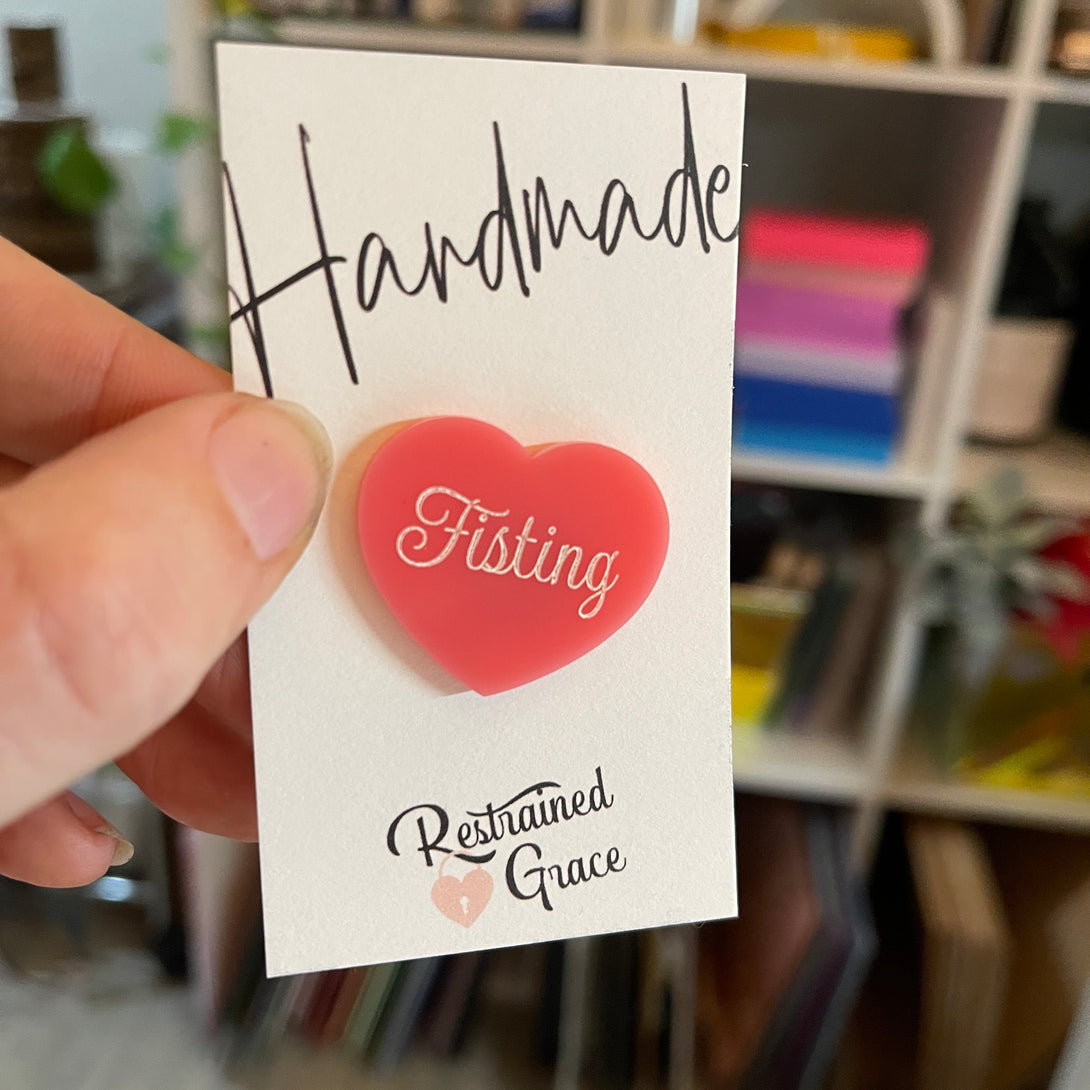 Handmade
Fisting
Restrained
Grace